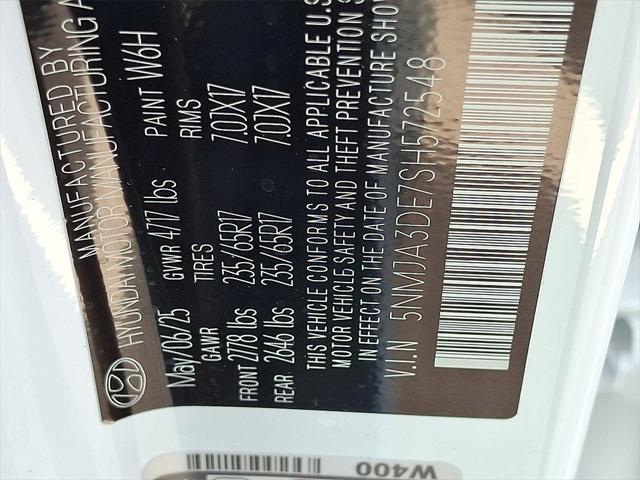 MANUFACTURED BY
HYUNDAI MOTOR MANUFACTURING A
May/06/25 GVWR 4717 lbs PAINT W6H
GAWR TIRES RIMS
FRONT 2778 lbs 235/65R17 7.0JX17
REAR 2646 lbs 235/65R17 7.0JX17
THIS VEHICLE CONFORMS TO ALL APPLICABLE U.S
MOTOR VEHICLE SAFETY AND THEFT PREVENTION S
IN EFFECT ON THE DATE OF MANUFACTURE SHOW
V.I.N 5NMJA3DE7SH572548
W400